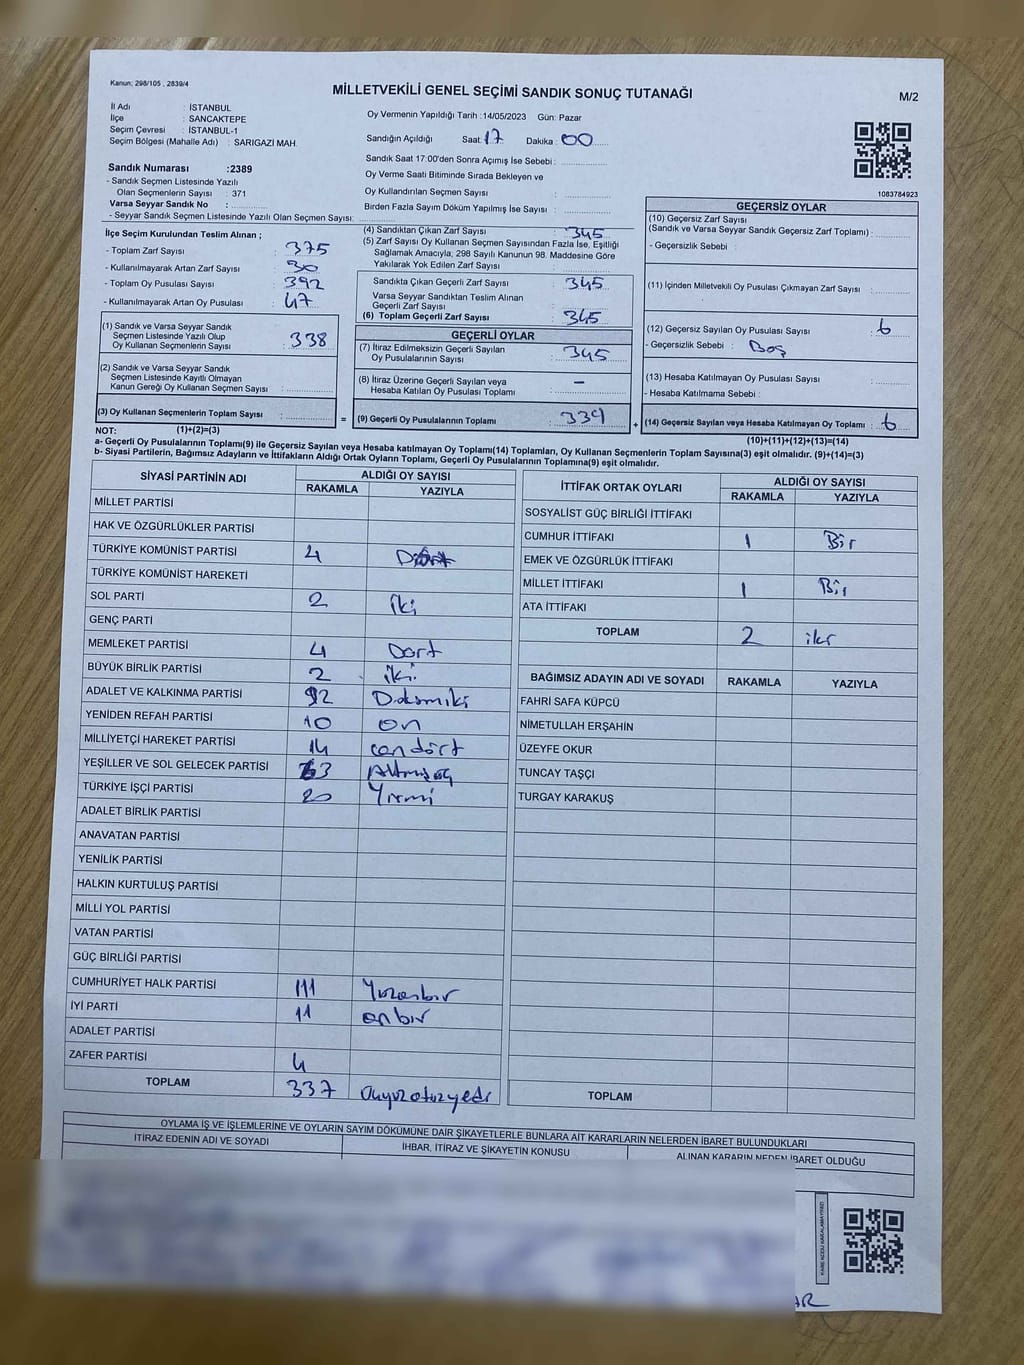 Kanun; 298/105 , 2839/4
MİLLETVEKİLİ GENEL SEÇİMİ SANDIK SONUÇ TUTANAĞI
M/2
İl Adı : İSTANBUL
İlçe : SANCAKTEPE
Seçim Çevresi : İSTANBUL-1
Seçim Bölgesi (Mahalle Adı) : SARIGAZİ MAH.
Oy Vermenin Yapıldığı Tarih :14/05/2023 Gün: Pazar
Sandığın Açıldığı Saat: 17 Dakika : 00
Sandık Saat 17:00'den Sonra Açımış İse Sebebi :
Oy Verme Saati Bitiminde Sırada Bekleyen ve
Oy Kullandırılan Seçmen Sayısı :
Birden Fazla Sayım Döküm Yapılmış İse Sayısı :
1083784923
Sandık Numarası :2389
- Sandık Seçmen Listesinde Yazılı
Olan Seçmenlerin Sayısı : 371
Varsa Seyyar Sandık No :
- Seyyar Sandık Seçmen Listesinde Yazılı Olan Seçmen Sayısı:
İlçe Seçim Kurulundan Teslim Alınan ;
- Toplam Zarf Sayısı : 375
- Kullanılmayarak Artan Zarf Sayısı : 30
- Toplam Oy Pusulası Sayısı : 392
- Kullanılmayarak Artan Oy Pusulası : 47
(1) Sandık ve Varsa Seyyar Sandık
Seçmen Listesinde Yazılı Olup
Oy Kullanan Seçmenlerin Sayısı : 338
(2) Sandık ve Varsa Seyyar Sandık
Seçmen Listesinde Kayıtlı Olmayan
Kanun Gereği Oy Kullanan Seçmen Sayısı :
(3) Oy Kullanan Seçmenlerin Toplam Sayısı :
(4) Sandıktan Çıkan Zarf Sayısı : 345
(5) Zarf Sayısı Oy Kullanan Seçmen Sayısından Fazla İse, Eşitliği
Sağlamak Amacıyla; 298 Sayılı Kanunun 98. Maddesine Göre
Yakılarak Yok Edilen Zarf Sayısı :
Sandıkta Çıkan Geçerli Zarf Sayısı : 345
Varsa Seyyar Sandıktan Teslim Alınan
Geçerli Zarf Sayısı :
(6) Toplam Geçerli Zarf Sayısı : 345
GEÇERLİ OYLAR
(7) İtiraz Edilmeksizin Geçerli Sayılan
Oy Pusulalarının Sayısı : 345
(8) İtiraz Üzerine Geçerli Sayılan veya
Hesaba Katılan Oy Pusulası Toplamı : -
= (9) Geçerli Oy Pusulalarının Toplamı : 339 +
GEÇERSİZ OYLAR
(10) Geçersiz Zarf Sayısı
(Sandık ve Varsa Seyyar Sandık Geçersiz Zarf Toplamı) :
- Geçersizlik Sebebi :
(11) İçinden Milletvekili Oy Pusulası Çıkmayan Zarf Sayısı :
(12) Geçersiz Sayılan Oy Pusulası Sayısı : 6
- Geçersizlik Sebebi : Boş
(13) Hesaba Katılmayan Oy Pusulası Sayısı :
- Hesaba Katılmama Sebebi :
(14) Geçersiz Sayılan veya Hesaba Katılmayan Oy Toplamı : 6
NOT: (1)+(2)=(3)
(10)+(11)+(12)+(13)=(14)
a- Geçerli Oy Pusulalarının Toplamı(9) ile Geçersiz Sayılan veya Hesaba katılmayan Oy Toplamı(14) Toplamları, Oy Kullanan Seçmenlerin Toplam Sayısına(3) eşit olmalıdır. (9)+(14)=(3)
b- Siyasi Partilerin, Bağımsız Adayların ve İttifakların Aldığı Ortak Oyların Toplamı, Geçerli Oy Pusulalarının Toplamına(9) eşit olmalıdır.
SİYASİ PARTİNİN ADI ALDIĞI OY SAYISI
RAKAMLA YAZIYLA
MİLLET PARTİSİ
HAK VE ÖZGÜRLÜKLER PARTİSİ
TÜRKİYE KOMÜNİST PARTİSİ 4 Dört
TÜRKİYE KOMÜNİST HAREKETİ
SOL PARTİ 2 iki
GENÇ PARTİ
MEMLEKET PARTİSİ 4 Dört
BÜYÜK BİRLİK PARTİSİ 2 iki
ADALET VE KALKINMA PARTİSİ 92 Doksaniki
YENİDEN REFAH PARTİSİ 10 on
MİLLİYETÇİ HAREKET PARTİSİ 14 ondört
YEŞİLLER VE SOL GELECEK PARTİSİ 63 Altmışüç
TÜRKİYE İŞÇİ PARTİSİ 20 Yirmi
ADALET BİRLİK PARTİSİ
ANAVATAN PARTİSİ
YENİLİK PARTİSİ
HALKIN KURTULUŞ PARTİSİ
MİLLİ YOL PARTİSİ
VATAN PARTİSİ
GÜÇ BİRLİĞİ PARTİSİ
CUMHURİYET HALK PARTİSİ 111 Yüzonbir
İYİ PARTİ 11 onbir
ADALET PARTİSİ
ZAFER PARTİSİ 4
TOPLAM 337 üçyüzotuzyedi
İTTİFAK ORTAK OYLARI ALDIĞI OY SAYISI
RAKAMLA YAZIYLA
SOSYALİST GÜÇ BİRLİĞİ İTTİFAKI
CUMHUR İTTİFAKI 1 Bir
EMEK VE ÖZGÜRLÜK İTTİFAKI
MİLLET İTTİFAKI 1 Bir
ATA İTTİFAKI
TOPLAM 2 iki
BAĞIMSIZ ADAYIN ADI VE SOYADI RAKAMLA YAZIYLA
FAHRİ SAFA KÜPCÜ
NİMETULLAH ERŞAHİN
ÜZEYFE OKUR
TUNCAY TAŞÇI
TURGAY KARAKUŞ
TOPLAM
OYLAMA İŞ VE İŞLEMLERİNE VE OYLARIN SAYIM DÖKÜMÜNE DAİR ŞİKAYETLERLE BUNLARA AİT KARARLARIN NELERDEN İBARET BULUNDUKLARI
İTİRAZ EDENİN ADI VE SOYADI İHBAR, İTİRAZ VE ŞİKAYETİN KONUSU ALINAN KARARIN NEDEN İBARET OLDUĞU
KARE KODU KARALAMAYINIZ!